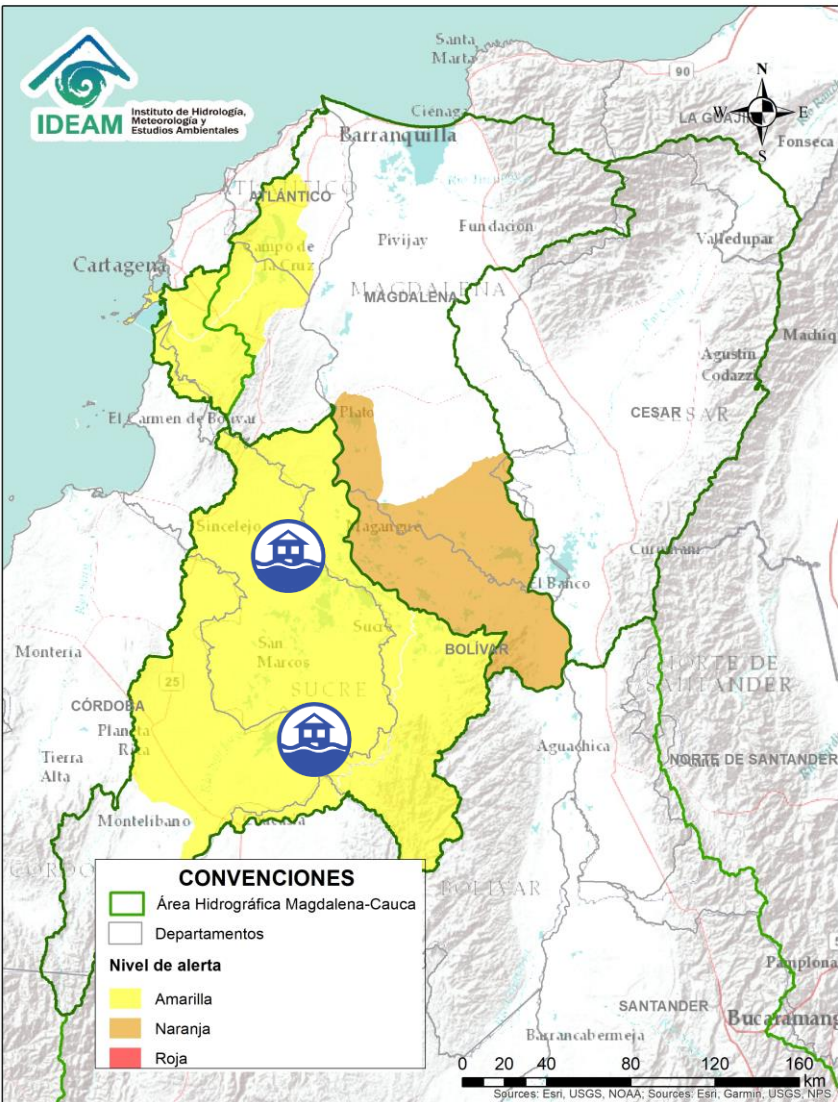 Santa
Marta
90
N
W
E
S
LA GUAJI
Fonseca
IDEAM
Instituto de Hidrología,
Meteorología y
Estudios Ambientales
Ciénaga
Barranquilla
ATLÁNTICO
Fundación
Pivijay
Valledupar
Campo de
la Cruz
Cartagena
MAGDALENA
MAGDALENA
Agustín
Codazzi
El Carmen de Bolívar
Plato
CESAR
CESAR
Sincelejo
Magangué
Curumaní
El Banco
Sucre
Montería
San
Marcos
BOLÍVAR
NORTE DE
SANTANDER
SUCRE
25
CÓRDOBA
Planeta
Rica
Tierra
Alta
Aguachica
NORTE DE SANTANDER
Montelíbano
BOLÍVAR
CONVENCIONES
Área Hidrográfica Magdalena-Cauca
Departamentos
Nivel de alerta
Amarilla
Naranja
Roja
Pamplona
SANTANDER
Bucaramang
Barrancabermeja
0 20 40 80 120 160
km
Sources: Esri, USGS, NOAA; Sources: Esri, Garmin, USGS, NPS